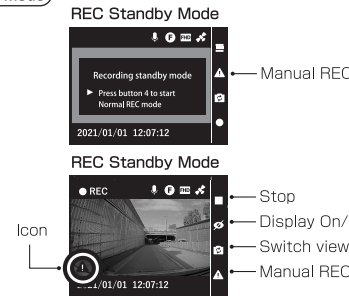 REC Standby Mode
F FHD
Recording standby mode
Manual REC
▶ Press button 4 to start
Normal REC mode
2021/01/01 12:07:12
REC Standby Mode
● REC F FHD
Stop
Display On/
Icon
Switch view
Manual REC
01/01 12:07:12